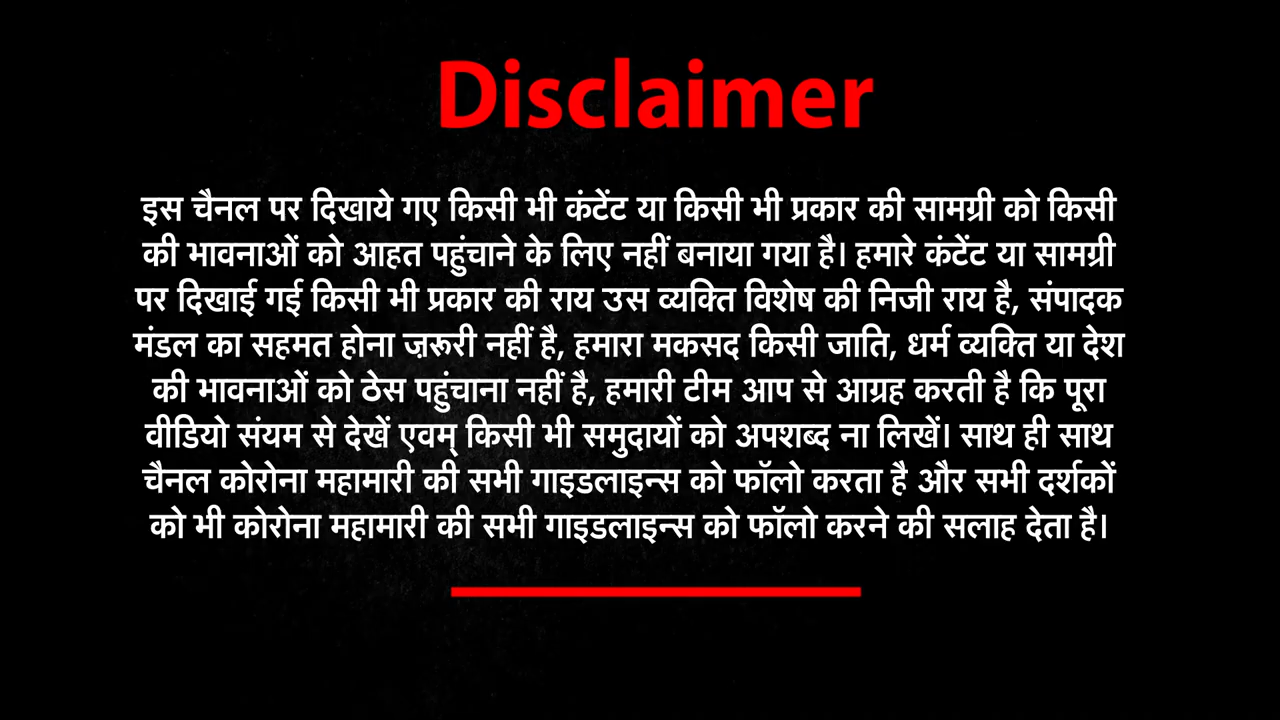 Disclaimer
इस चैनल पर दिखाये गए किसी भी कंटेंट या किसी भी प्रकार की सामग्री को किसी
की भावनाओं को आहत पहुंचाने के लिए नहीं बनाया गया है। हमारे कंटेंट या सामग्री
पर दिखाई गई किसी भी प्रकार की राय उस व्यक्ति विशेष की निजी राय है, संपादक
मंडल का सहमत होना ज़रूरी नहीं है, हमारा मकसद किसी जाति, धर्म व्यक्ति या देश
की भावनाओं को ठेस पहुंचाना नहीं है, हमारी टीम आप से आग्रह करती है कि पूरा
वीडियो संयम से देखें एवम् किसी भी समुदायों को अपशब्द ना लिखें। साथ ही साथ
चैनल कोरोना महामारी की सभी गाइडलाइन्स को फॉलो करता है और सभी दर्शकों
को भी कोरोना महामारी की सभी गाइडलाइन्स को फॉलो करने की सलाह देता है।